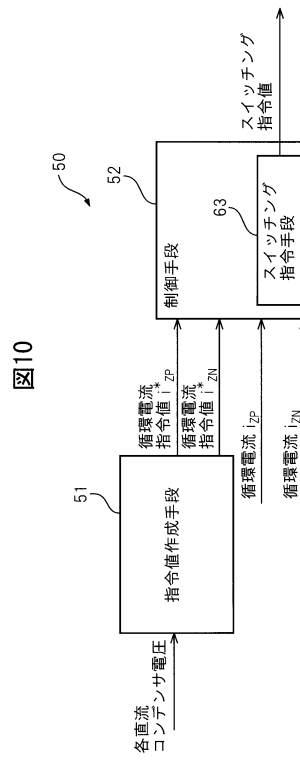 図10
50
各直流
コンデンサ電圧
51
指令値作成手段
循環電流
指令値 i*ZP
循環電流
指令値 i*ZN
循環電流 iZP
循環電流 iZN
52
制御手段
63
スイッチング
指令手段
スイッチング
指令値